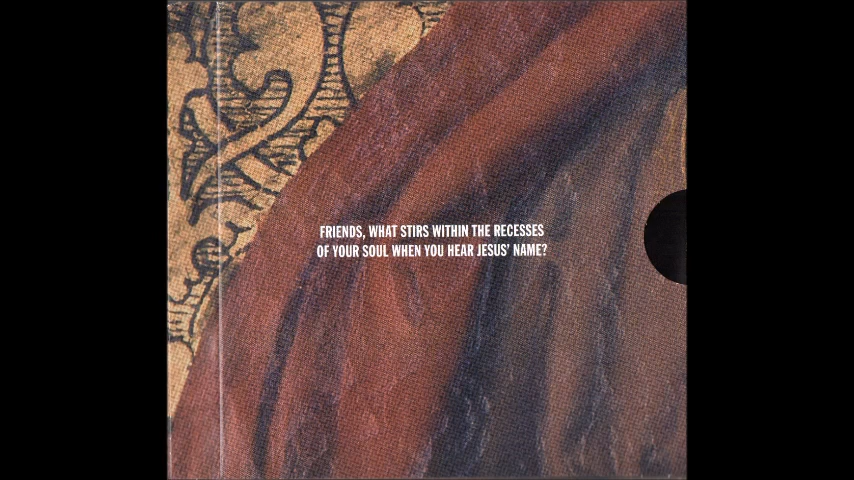 FRIENDS, WHAT STIRS WITHIN THE RECESSES
OF YOUR SOUL WHEN YOU HEAR JESUS' NAME?